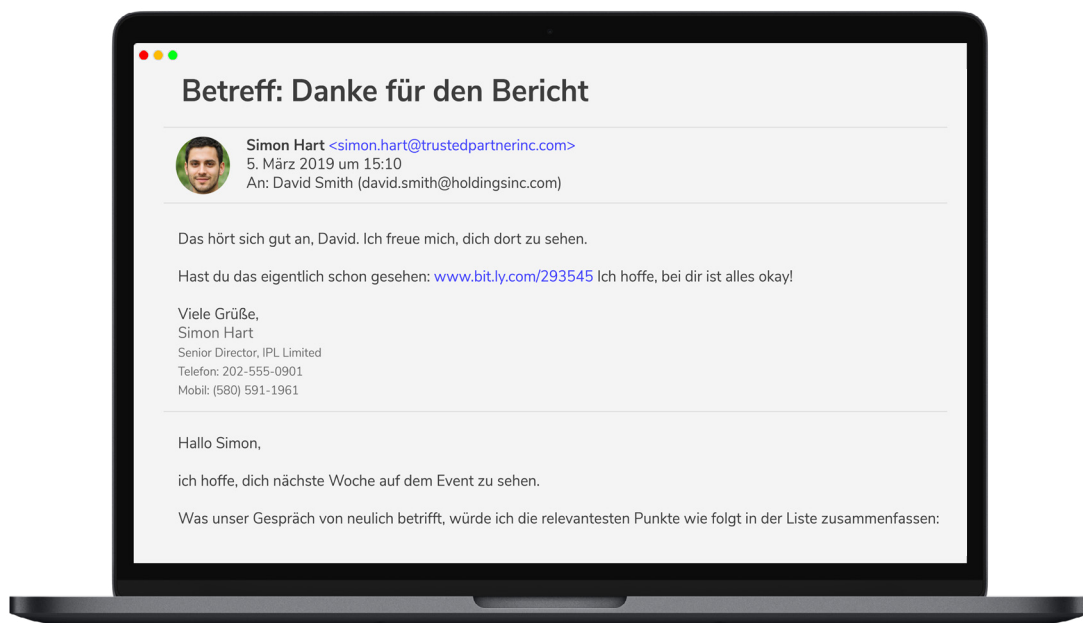 Betreff: Danke für den Bericht
Simon Hart <simon.hart@trustedpartnerinc.com>
5. März 2019 um 15:10
An: David Smith (david.smith@holdingsinc.com)
Das hört sich gut an, David. Ich freue mich, dich dort zu sehen.
Hast du das eigentlich schon gesehen: www.bit.ly.com/293545 Ich hoffe, bei dir ist alles okay!
Viele Grüße,
Simon Hart
Senior Director, IPL Limited
Telefon: 202-555-0901
Mobil: (580) 591-1961
Hallo Simon,
ich hoffe, dich nächste Woche auf dem Event zu sehen.
Was unser Gespräch von neulich betrifft, würde ich die relevantesten Punkte wie folgt in der Liste zusammenfassen: